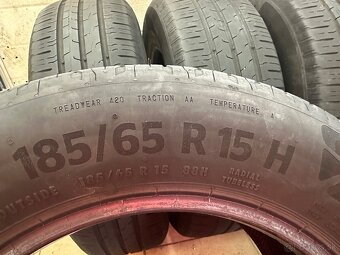 TREADWEAR 420 TRACTION AA TEMPERATURE A
185/65 R 15 H
OUTSIDE 185/65 R 15 88H RADIAL TUBELESS